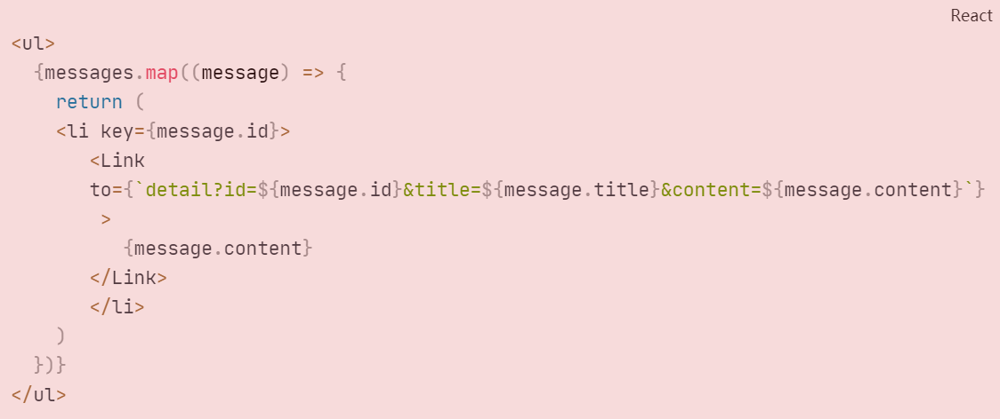 React
<ul>
  {messages.map((message) => {
    return (
    <li key={message.id}>
       <Link
       to={`detail?id=${message.id}&title=${message.title}&content=${message.content}`}
        >
          {message.content}
       </Link>
       </li>
    )
  })}
</ul>